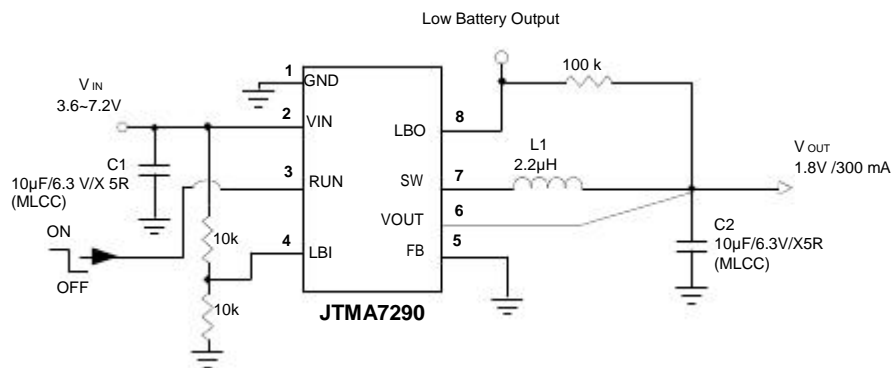 Low Battery Output
100 k
V IN
3.6~7.2V
1
GND
2
VIN
LBO
8
C1
10µF/6.3 V/X 5R
(MLCC)
3
RUN
SW
7
L1
2.2µH
V OUT
1.8V /300 mA
VOUT
6
ON
OFF
10k
4
LBI
FB
5
C2
10µF/6.3V/X5R
(MLCC)
10k
JTMA7290